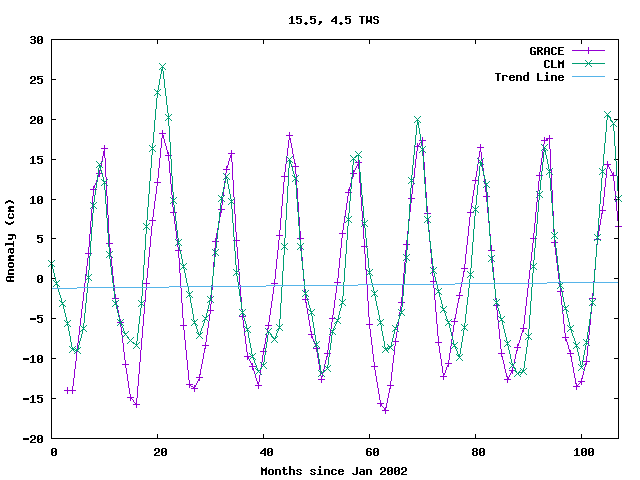 15.5, 4.5 TWS
GRACE
CLM
Trend Line
Anomaly (cm)
30
25
20
15
10
5
0
-5
-10
-15
-20
0 20 40 60 80 100
Months since Jan 2002